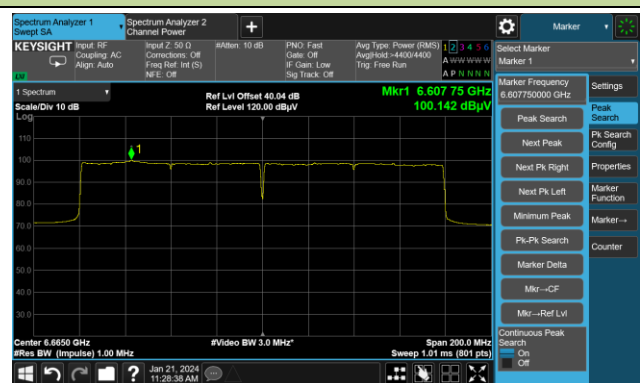 Spectrum Analyzer 1
Swept SA
Spectrum Analyzer 2
Channel Power
+
Marker
KEYSIGHT
Input: RF
Coupling: AC
Align: Auto
Input Z: 50 Ω
Corrections: Off
Freq Ref: Int (S)
NFE: Off
#Atten: 10 dB
PNO: Fast
Gate: Off
IF Gain: Low
Sig Track: Off
Avg Type: Power (RMS)
Avg|Hold:>4400/4400
Trig: Free Run
1 2 3 4 5 6
A W W W W W
A P N N N N
LW
Select Marker
Marker 1
1 Spectrum
Scale/Div 10 dB
Ref Lvl Offset 40.04 dB
Ref Level 120.00 dBµV
Mkr1 6.607 75 GHz
100.142 dBµV
Log
110
100
90.0
80.0
70.0
60.0
50.0
40.0
30.0
1
Center 6.6650 GHz
#Res BW (Impulse) 1.00 MHz
#Video BW 3.0 MHz*
Span 200.0 MHz
Sweep 1.01 ms (801 pts)
Marker Frequency
6.607750000 GHz
Peak Search
Next Peak
Next Pk Right
Next Pk Left
Minimum Peak
Pk-Pk Search
Marker Delta
Mkr→CF
Mkr→Ref Lvl
Continuous Peak
Search
On
Off
Settings
Peak
Search
Pk Search
Config
Properties
Marker
Function
Marker→
Counter
?
Jan 21, 2024
11:28:38 AM